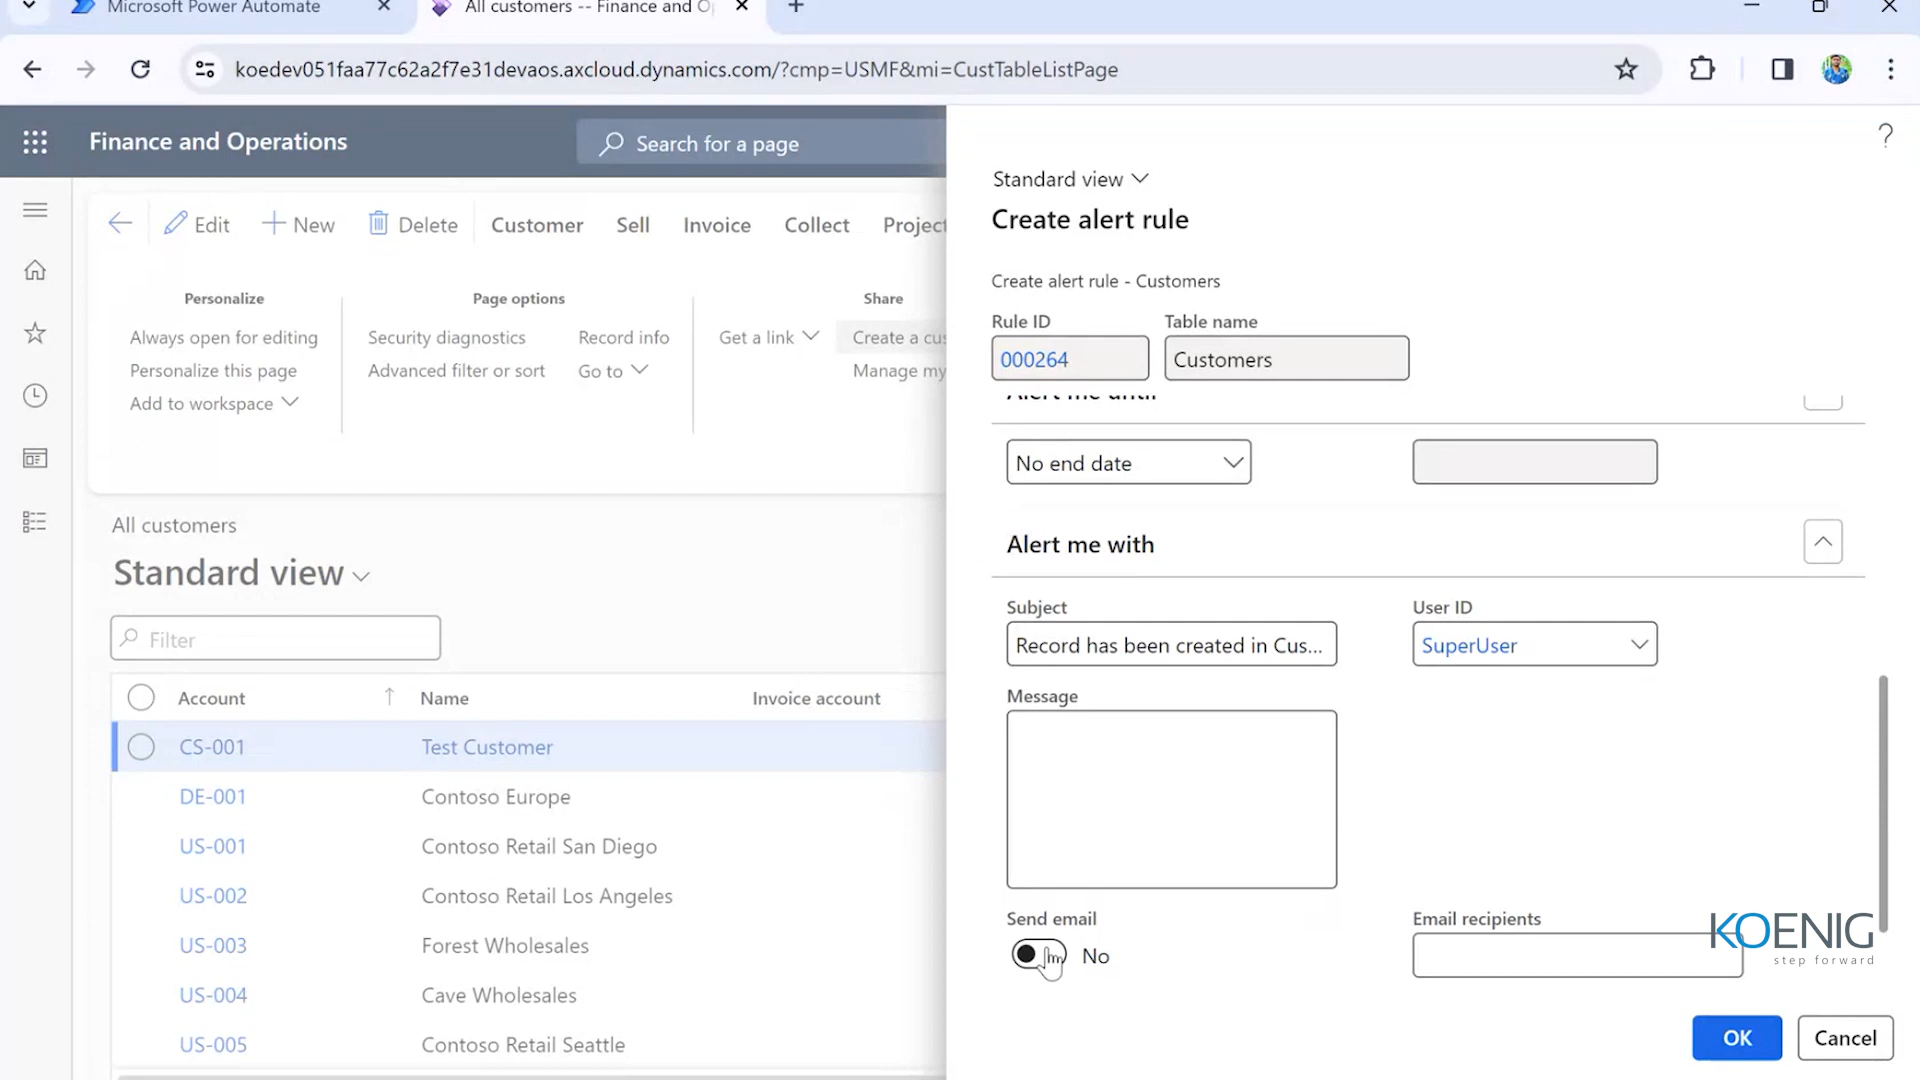 Microsoft Power Automate
All customers -- Finance and O
koedev051faa77c62a2f7e31devaos.axcloud.dynamics.com/?cmp=USMF&mi=CustTableListPage
Finance and Operations
Search for a page
?
Edit
New
Delete
Customer
Sell
Invoice
Collect
Project
Personalize
Always open for editing
Personalize this page
Add to workspace
Page options
Security diagnostics
Record info
Advanced filter or sort
Go to
Share
Get a link
Create a cus
Manage my
All customers
Standard view
Filter
Account
Name
Invoice account
CS-001
Test Customer
DE-001
Contoso Europe
US-001
Contoso Retail San Diego
US-002
Contoso Retail Los Angeles
US-003
Forest Wholesales
US-004
Cave Wholesales
US-005
Contoso Retail Seattle
Standard view
Create alert rule
Create alert rule - Customers
Rule ID
Table name
000264
Customers
Alert me until
No end date
Alert me with
Subject
User ID
Record has been created in Cus...
SuperUser
Message
Send email
Email recipients
No
KOENIG
step forward
OK
Cancel